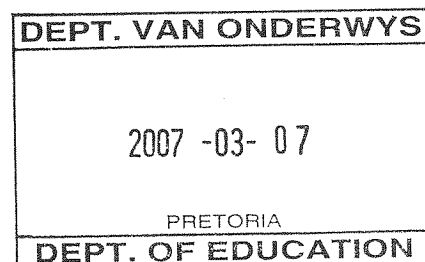 DEPT. VAN ONDERWYS
2007 -03- 07
PRETORIA
DEPT. OF EDUCATION